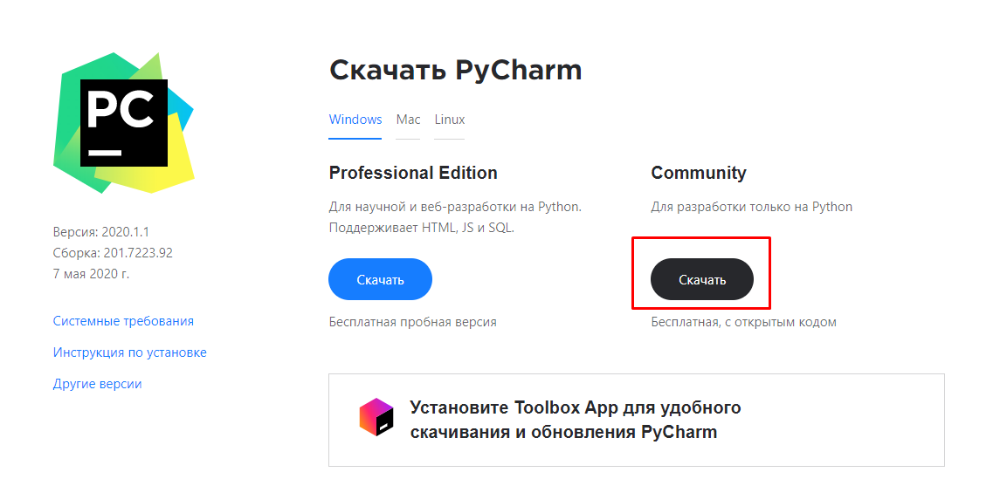 PC
Скачать PyCharm
Windows Mac Linux
Professional Edition
Для научной и веб-разработки на Python.
Поддерживает HTML, JS и SQL.
Скачать
Бесплатная пробная версия
Community
Для разработки только на Python
Скачать
Бесплатная, с открытым кодом
Версия: 2020.1.1
Сборка: 201.7223.92
7 мая 2020 г.
Системные требования
Инструкция по установке
Другие версии
Установите Toolbox App для удобного
скачивания и обновления PyCharm